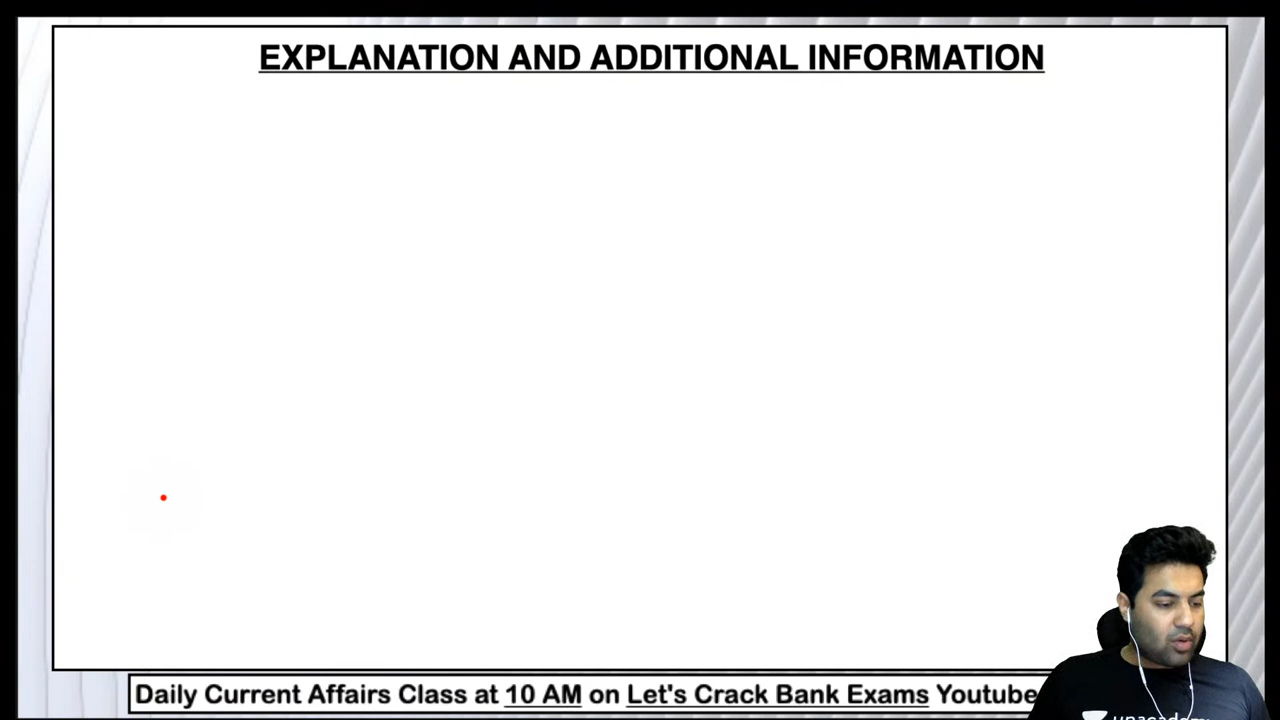 EXPLANATION AND ADDITIONAL INFORMATION
Daily Current Affairs Class at 10 AM on Let's Crack Bank Exams Youtube